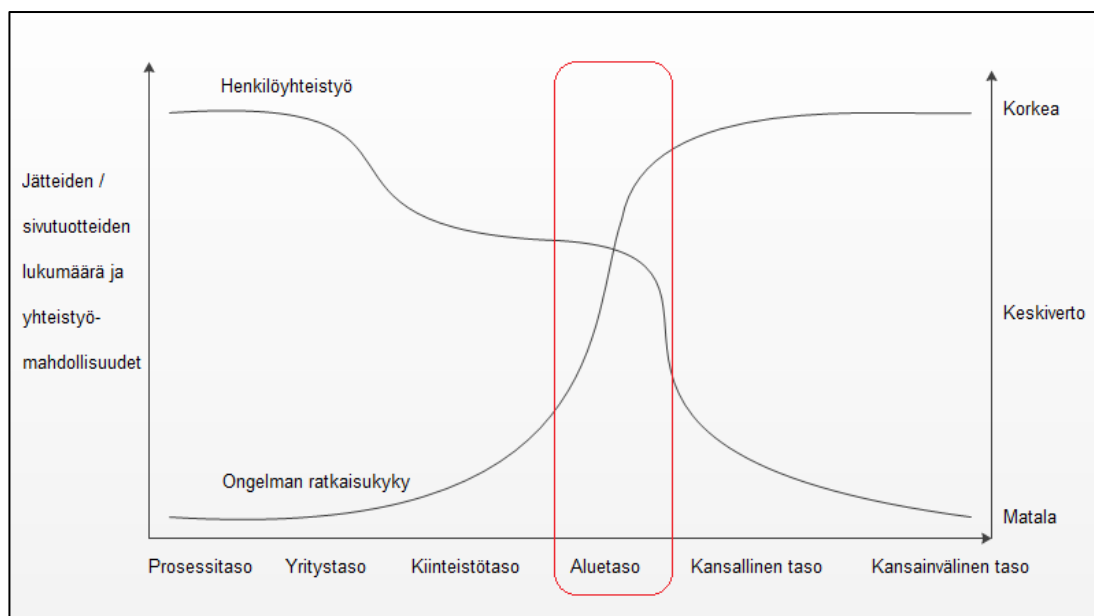 Henkilöyhteistyö
Korkea
Jätteiden /
sivutuotteiden
lukumäärä ja
yhteistyö-
mahdollisuudet
Keskiverto
Ongelman ratkaisukyky
Matala
Prosessitaso
Yritystaso
Kiinteistötaso
Aluetaso
Kansallinen taso
Kansainvälinen taso